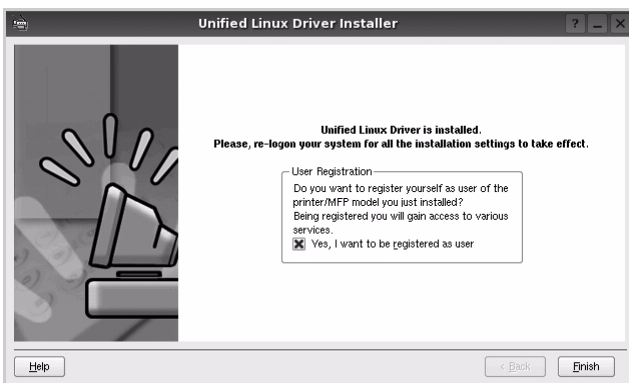 Unified Linux Driver Installer
Unified Linux Driver is installed.
Please, re-logon your system for all the installation settings to take effect.
User Registration
Do you want to register yourself as user of the
printer/MFP model you just installed?
Being registered you will gain access to various
services.
Yes, I want to be registered as user
Help
< Back
Finish